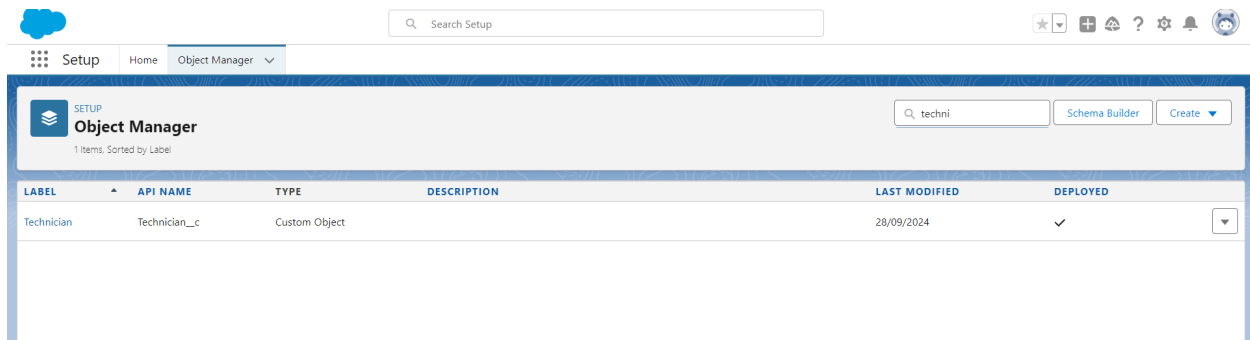 Search Setup
Setup Home Object Manager
SETUP
Object Manager
1 Items, Sorted by Label
techni
Schema Builder
Create
LABEL API NAME TYPE DESCRIPTION LAST MODIFIED DEPLOYED
Technician Technician__c Custom Object 28/09/2024